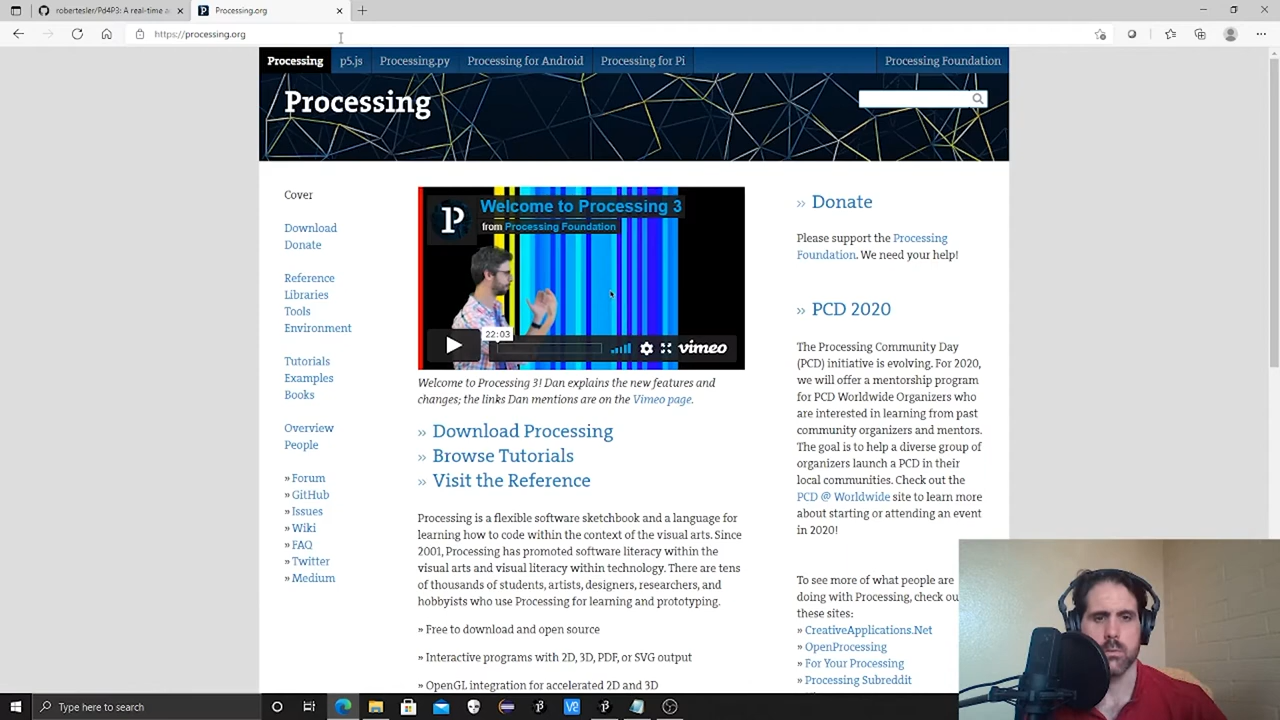 robertesler/Pd4P3: A real-time a
Processing.org
https://processing.org
Processing
p5.js
Processing.py
Processing for Android
Processing for Pi
Processing Foundation
Processing
Cover
Download
Donate
Reference
Libraries
Tools
Environment
Tutorials
Examples
Books
Overview
People
» Forum
» GitHub
» Issues
» Wiki
» FAQ
» Twitter
» Medium
Welcome to Processing 3
from Processing Foundation
22:03
vimeo
Welcome to Processing 3! Dan explains the new features and
changes; the links Dan mentions are on the Vimeo page.
» Download Processing
» Browse Tutorials
» Visit the Reference
Processing is a flexible software sketchbook and a language for
learning how to code within the context of the visual arts. Since
2001, Processing has promoted software literacy within the
visual arts and visual literacy within technology. There are tens
of thousands of students, artists, designers, researchers, and
hobbyists who use Processing for learning and prototyping.
» Free to download and open source
» Interactive programs with 2D, 3D, PDF, or SVG output
» OpenGL integration for accelerated 2D and 3D
» Donate
Please support the Processing
Foundation. We need your help!
» PCD 2020
The Processing Community Day
(PCD) initiative is evolving. For 2020,
we will offer a mentorship program
for PCD Worldwide Organizers who
are interested in learning from past
community organizers and mentors.
The goal is to help a diverse group of
organizers launch a PCD in their
local communities. Check out the
PCD @ Worldwide site to learn more
about starting or attending an event
in 2020!
To see more of what people are
doing with Processing, check ou
these sites:
» CreativeApplications.Net
» OpenProcessing
» For Your Processing
» Processing Subreddit
Type here to search